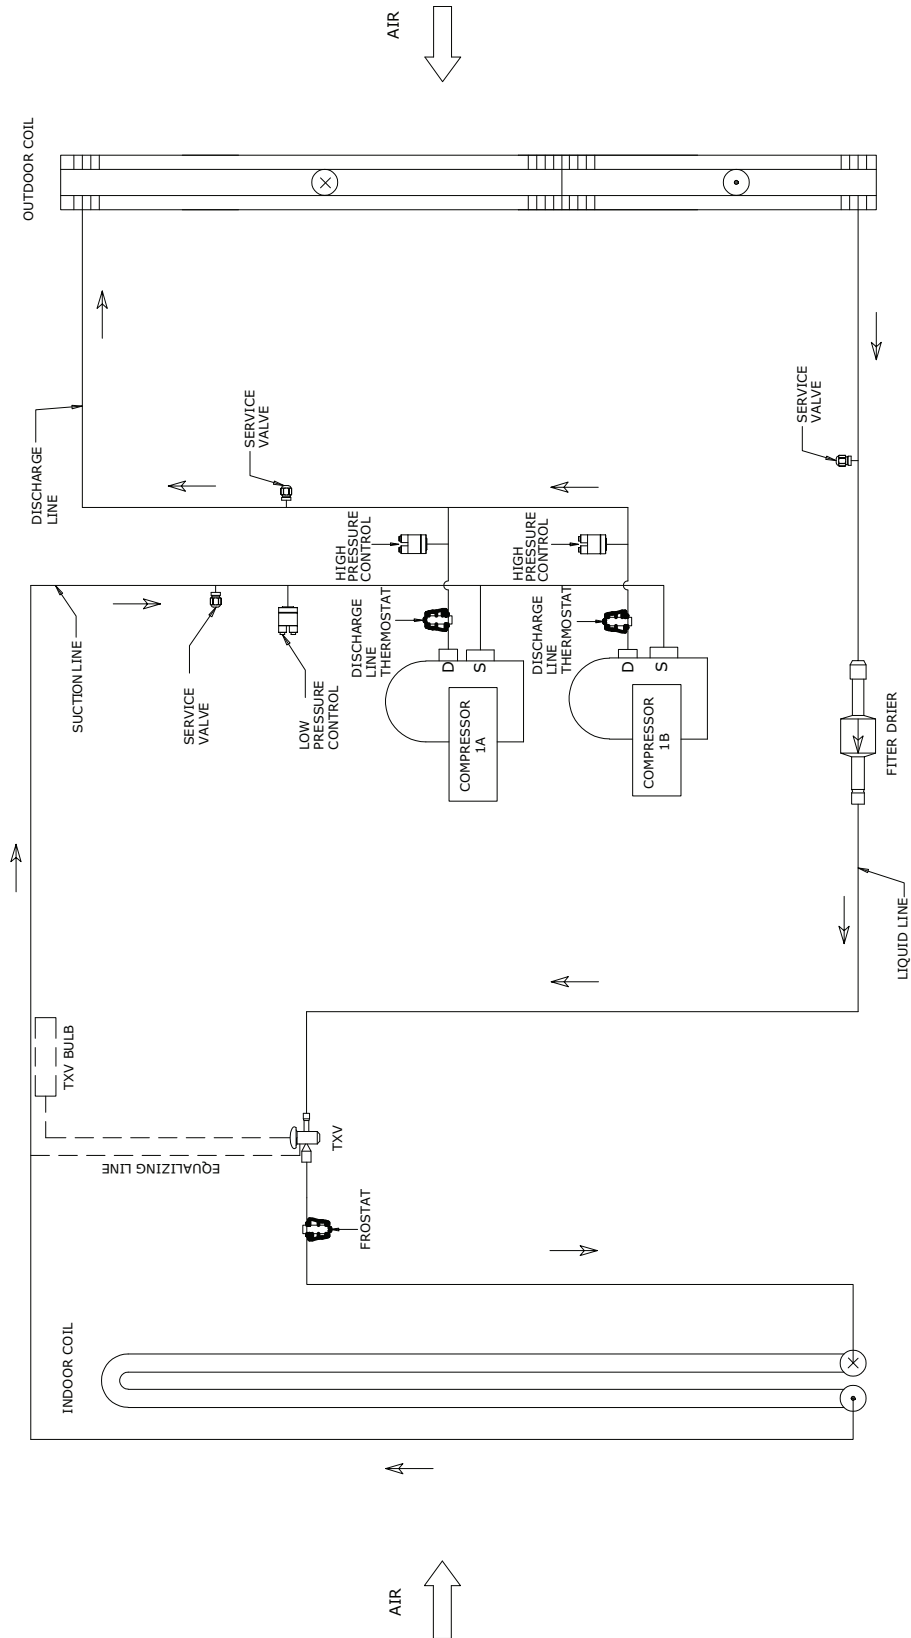 AIR
OUTDOOR COIL
DISCHARGE
LINE
SERVICE
VALVE
SERVICE
VALVE
HIGH
PRESSURE
CONTROL
HIGH
PRESSURE
CONTROL
DISCHARGE
LINE
THERMOSTAT
DISCHARGE
LINE
THERMOSTAT
SUCTION LINE
SERVICE
VALVE
LOW
PRESSURE
CONTROL
D
S
COMPRESSOR
1A
D
S
COMPRESSOR
1B
FITER DRIER
LIQUID LINE
TXV BULB
EQUALIZING LINE
TXV
FROSTAT
INDOOR COIL
AIR